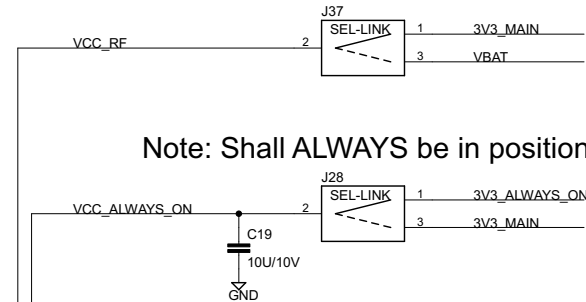 J37
SEL-LINK
VCC_RF 2 1 3V3_MAIN
3 VBAT
Note: Shall ALWAYS be in position
J28
SEL-LINK
VCC_ALWAYS_ON 2 1 3V3_ALWAYS_ON
3 3V3_MAIN
C19
10U/10V
GND